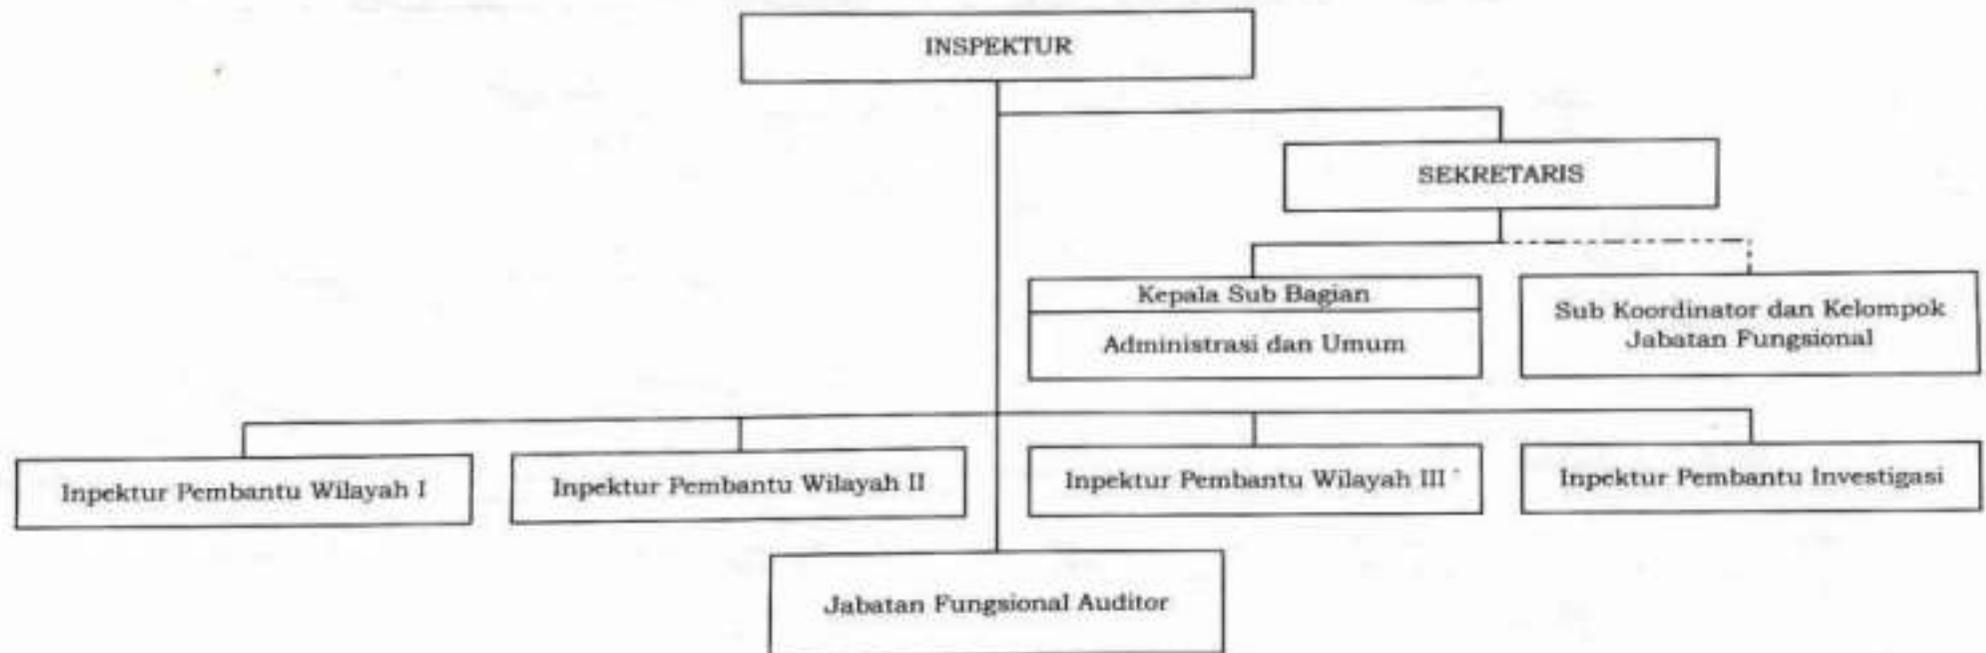 INSPEKTUR
SEKRETARIS
Kepala Sub Bagian
Administrasi dan Umum
Sub Koordinator dan Kelompok
Jabatan Fungsional
Inpektur Pembantu Wilayah I
Inpektur Pembantu Wilayah II
Inpektur Pembantu Wilayah III
Inpektur Pembantu Investigasi
Jabatan Fungsional Auditor